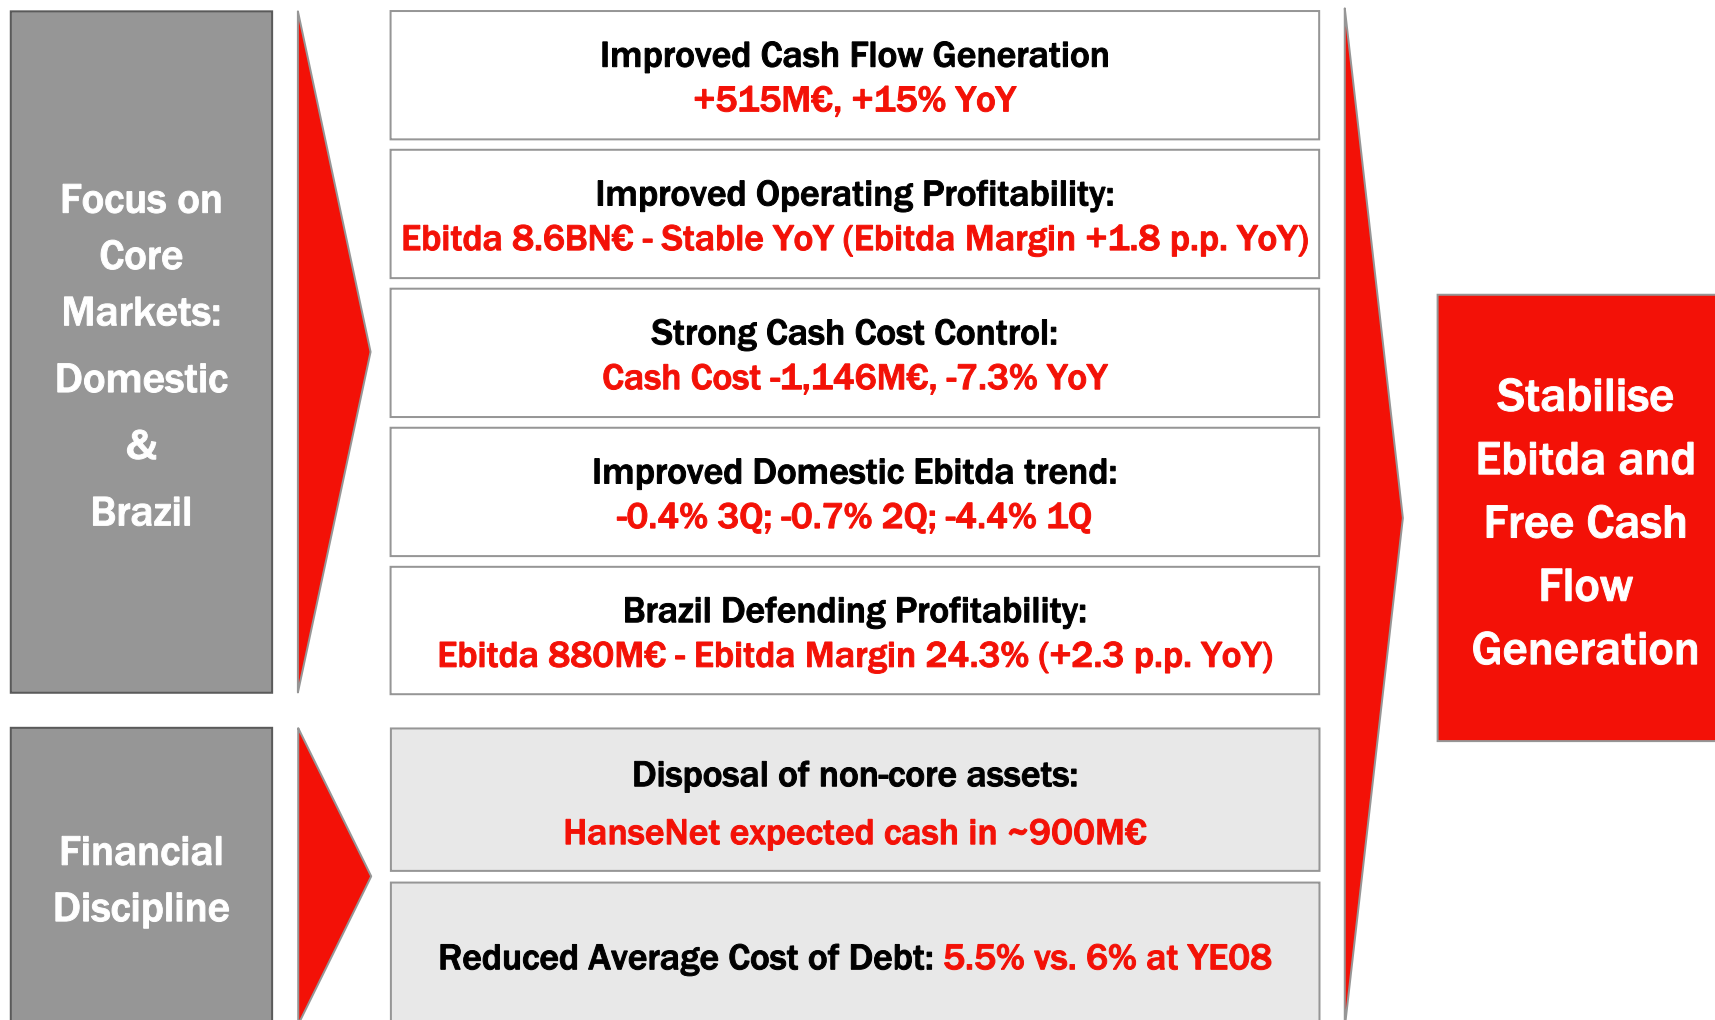 Focus on
Core
Markets:
Domestic
&
Brazil
Improved Cash Flow Generation
+515M€, +15% YoY
Improved Operating Profitability:
Ebitda 8.6BN€ - Stable YoY (Ebitda Margin +1.8 p.p. YoY)
Strong Cash Cost Control:
Cash Cost -1,146M€, -7.3% YoY
Improved Domestic Ebitda trend:
-0.4% 3Q; -0.7% 2Q; -4.4% 1Q
Brazil Defending Profitability:
Ebitda 880M€ - Ebitda Margin 24.3% (+2.3 p.p. YoY)
Financial
Discipline
Disposal of non-core assets:
HanseNet expected cash in ~900M€
Reduced Average Cost of Debt: 5.5% vs. 6% at YE08
Stabilise
Ebitda and
Free Cash
Flow
Generation